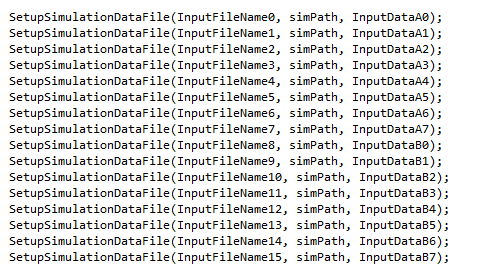 SetupSimulationDataFile(InputFileName0, simPath, InputDataA0);
SetupSimulationDataFile(InputFileName1, simPath, InputDataA1);
SetupSimulationDataFile(InputFileName2, simPath, InputDataA2);
SetupSimulationDataFile(InputFileName3, simPath, InputDataA3);
SetupSimulationDataFile(InputFileName4, simPath, InputDataA4);
SetupSimulationDataFile(InputFileName5, simPath, InputDataA5);
SetupSimulationDataFile(InputFileName6, simPath, InputDataA6);
SetupSimulationDataFile(InputFileName7, simPath, InputDataA7);
SetupSimulationDataFile(InputFileName8, simPath, InputDataB0);
SetupSimulationDataFile(InputFileName9, simPath, InputDataB1);
SetupSimulationDataFile(InputFileName10, simPath, InputDataB2);
SetupSimulationDataFile(InputFileName11, simPath, InputDataB3);
SetupSimulationDataFile(InputFileName12, simPath, InputDataB4);
SetupSimulationDataFile(InputFileName13, simPath, InputDataB5);
SetupSimulationDataFile(InputFileName14, simPath, InputDataB6);
SetupSimulationDataFile(InputFileName15, simPath, InputDataB7);